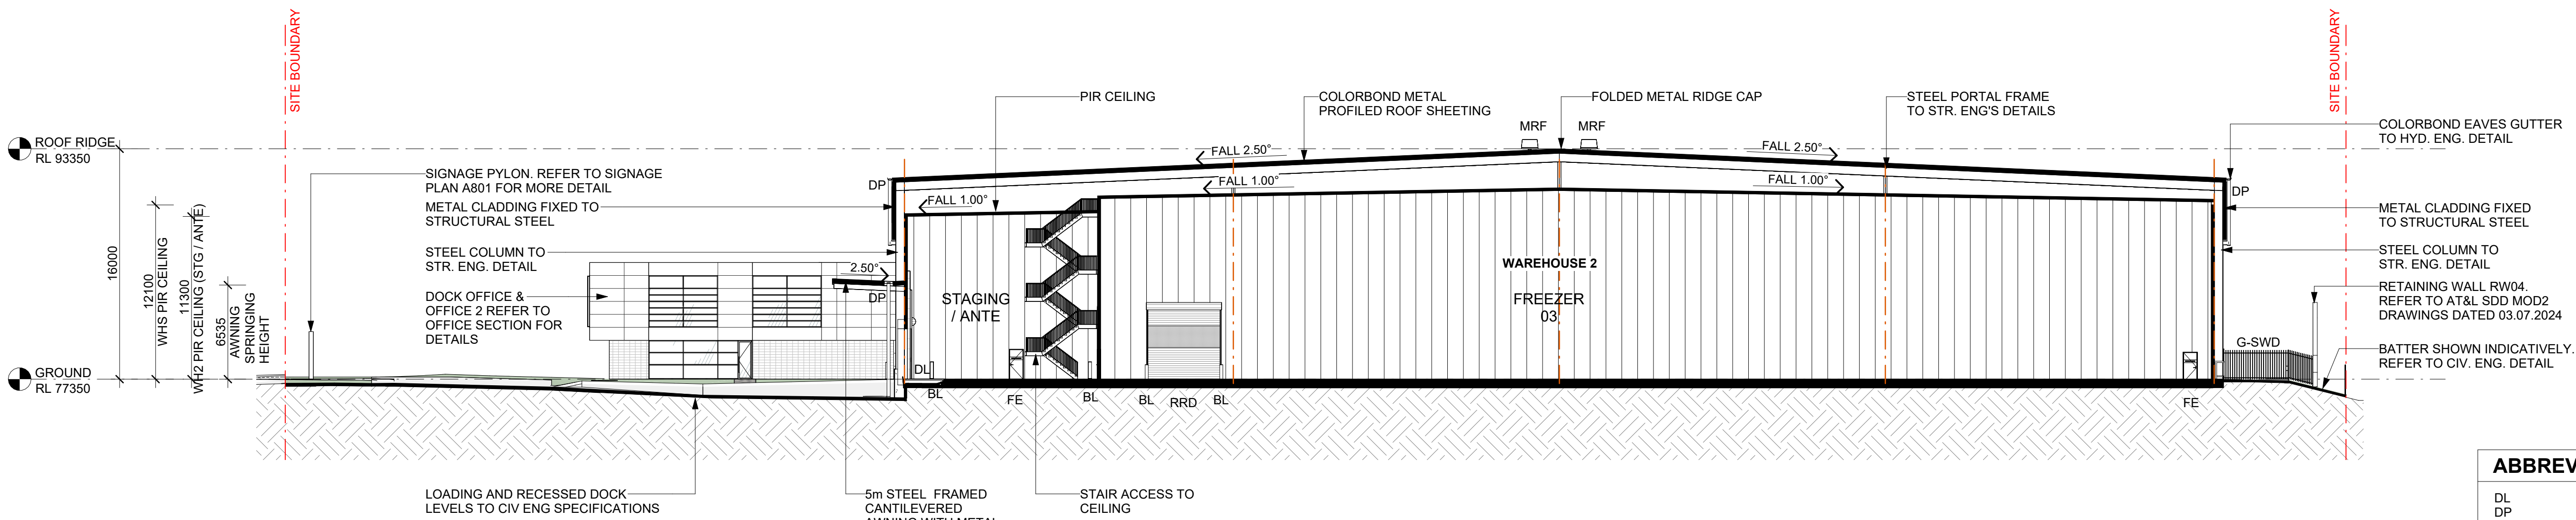 SITE BOUNDARY
SITE BOUNDARY
ROOF RIDGE
RL 93350
GROUND
RL 77350
16000
12100
WHS PIR CEILING
11300
WH2 PIR CEILING (STG / ANTE)
6535
AWNING
SPRINGING
HEIGHT
SIGNAGE PYLON. REFER TO SIGNAGE
PLAN A801 FOR MORE DETAIL
METAL CLADDING FIXED TO
STRUCTURAL STEEL
STEEL COLUMN TO
STR. ENG. DETAIL
DOCK OFFICE &
OFFICE 2 REFER TO
OFFICE SECTION FOR
DETAILS
PIR CEILING
COLORBOND METAL
PROFILED ROOF SHEETING
FOLDED METAL RIDGE CAP
STEEL PORTAL FRAME
TO STR. ENG'S DETAILS
MRF
MRF
FALL 2.50°
FALL 2.50°
DP
FALL 1.00°
FALL 1.00°
FALL 1.00°
DP
2.50°
DP
STAGING
/ ANTE
WAREHOUSE 2
FREEZER
03
DL
BL
FE
BL
BL
RRD
BL
FE
G-SWD
COLORBOND EAVES GUTTER
TO HYD. ENG. DETAIL
METAL CLADDING FIXED
TO STRUCTURAL STEEL
STEEL COLUMN TO
STR. ENG. DETAIL
RETAINING WALL RW04.
REFER TO AT&L SDD MOD2
DRAWINGS DATED 03.07.2024
BATTER SHOWN INDICATIVELY.
REFER TO CIV. ENG. DETAIL
LOADING AND RECESSED DOCK
LEVELS TO CIV ENG SPECIFICATIONS
5m STEEL FRAMED
CANTILEVERED
AWNING WITH METAL
STAIR ACCESS TO
CEILING
ABBREV
DL
DP